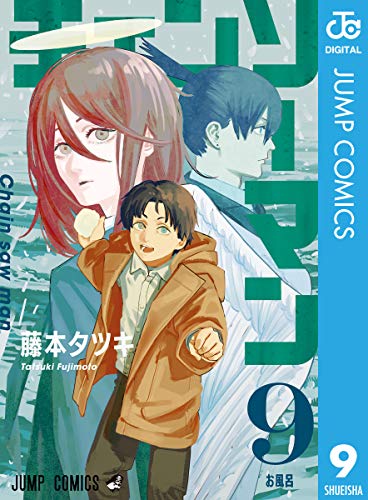 チェンソーマン
Chain saw man
藤本タツキ
Tatsuki Fujimoto
9
お風呂
JUMP COMICS
JC
DIGITAL
JUMP COMICS
9
SHUEISHA